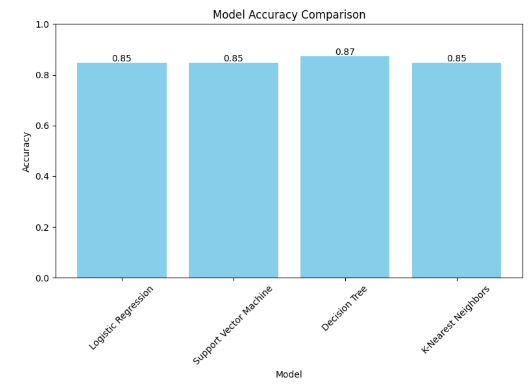 Model Accuracy Comparison
1.0
0.8
0.6
0.4
0.2
0.0
Accuracy
0.85
0.85
0.87
0.85
Logistic Regression
Support Vector Machine
Decision Tree
K-Nearest Neighbors
Model